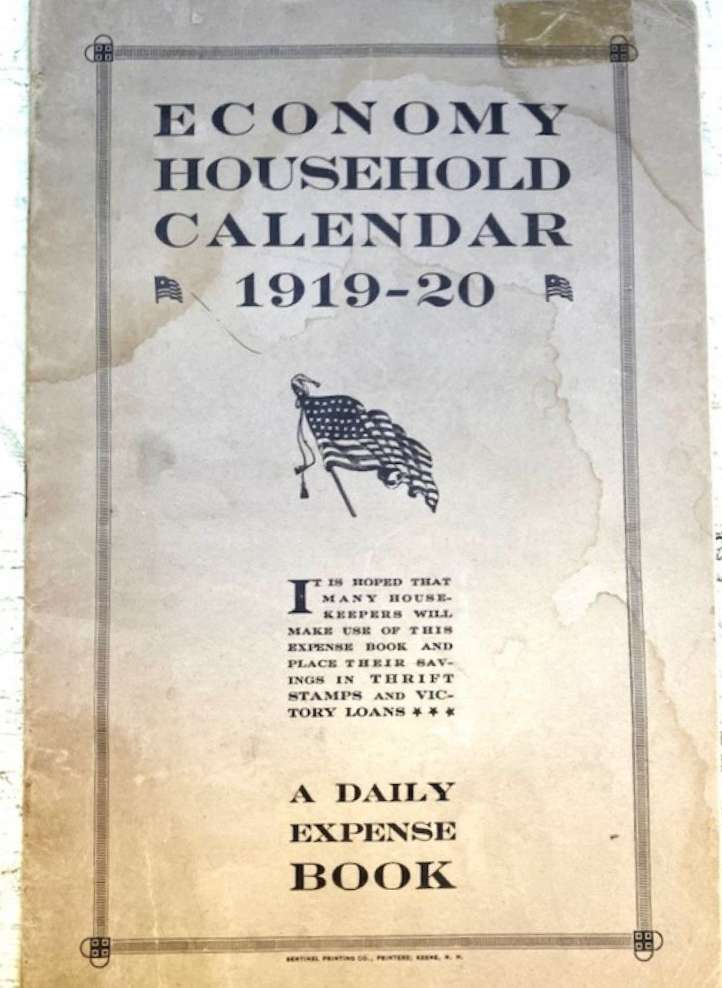 ECONOMY
HOUSEHOLD
CALENDAR
1919-20
IT IS HOPED THAT
MANY HOUSE-
KEEPERS WILL
MAKE USE OF THIS
EXPENSE BOOK AND
PLACE THEIR SAV-
INGS IN THRIFT
STAMPS AND VIC-
TORY LOANS ★ ★ ★
A DAILY
EXPENSE
BOOK
SENTINEL PRINTING CO., PRINTERS, KEENE, N. H.